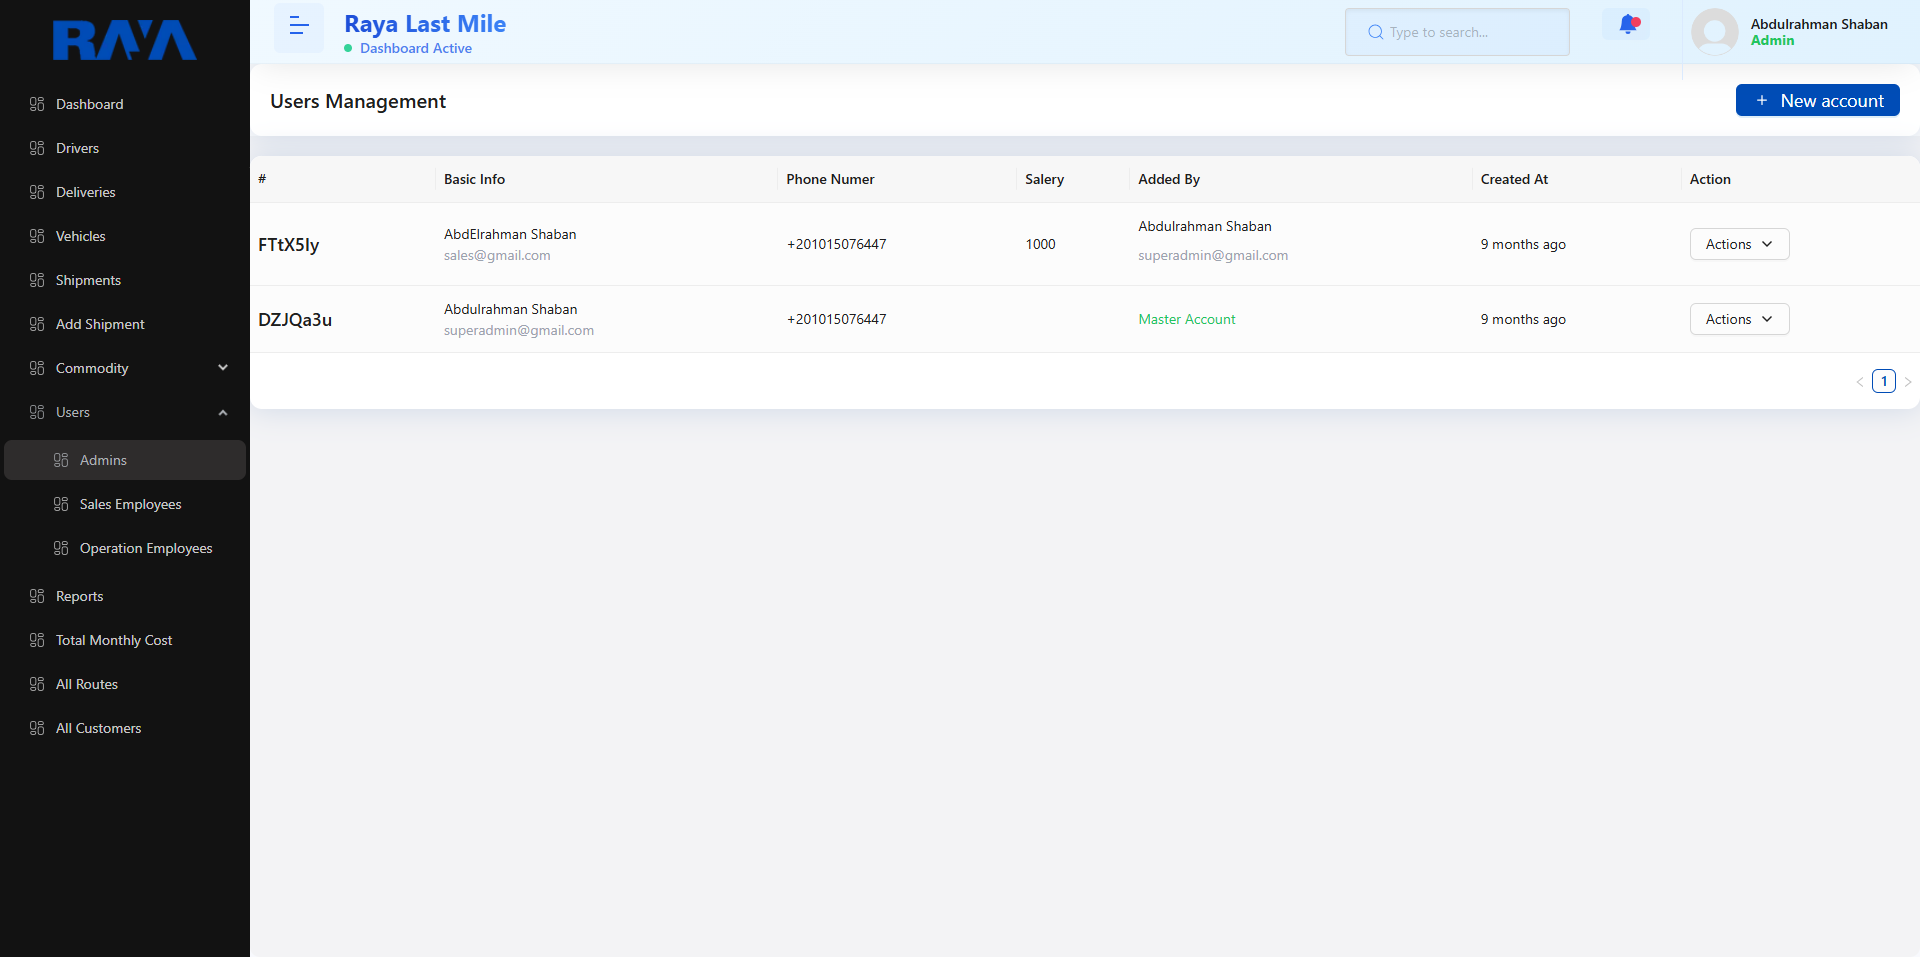 RAYA
Dashboard
Drivers
Deliveries
Vehicles
Shipments
Add Shipment
Commodity
Users
Admins
Sales Employees
Operation Employees
Reports
Total Monthly Cost
All Routes
All Customers
Raya Last Mile
Dashboard Active
Type to search...
Abdulrahman Shaban
Admin
Users Management
+ New account
# Basic Info Phone Numer Salery Added By Created At Action
FTtX5ly AbdElrahman Shaban sales@gmail.com +201015076447 1000 Abdulrahman Shaban superadmin@gmail.com 9 months ago Actions
DZJQa3u Abdulrahman Shaban superadmin@gmail.com +201015076447 Master Account 9 months ago Actions
< 1 >